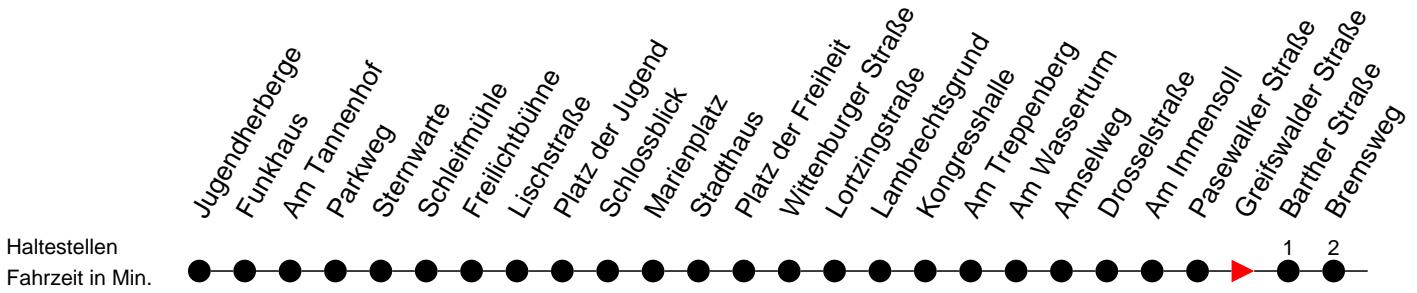 Jugendherberge
Funkhaus
Am Tannenhof
Parkweg
Sternwarte
Schleifmühle
Freilichtbühne
Lischstraße
Platz der Jugend
Schlossblick
Marienplatz
Stadthaus
Platz der Freiheit
Wittenburger Straße
Lortzingstraße
Lambrechtsgrund
Kongresshalle
Am Treppenberg
Am Wasserturm
Amselweg
Drosselstraße
Am Immensoll
Pasewalker Straße
Greifswalder Straße
Barther Straße
Bremsweg
Haltestellen
1 2
Fahrzeit in Min.